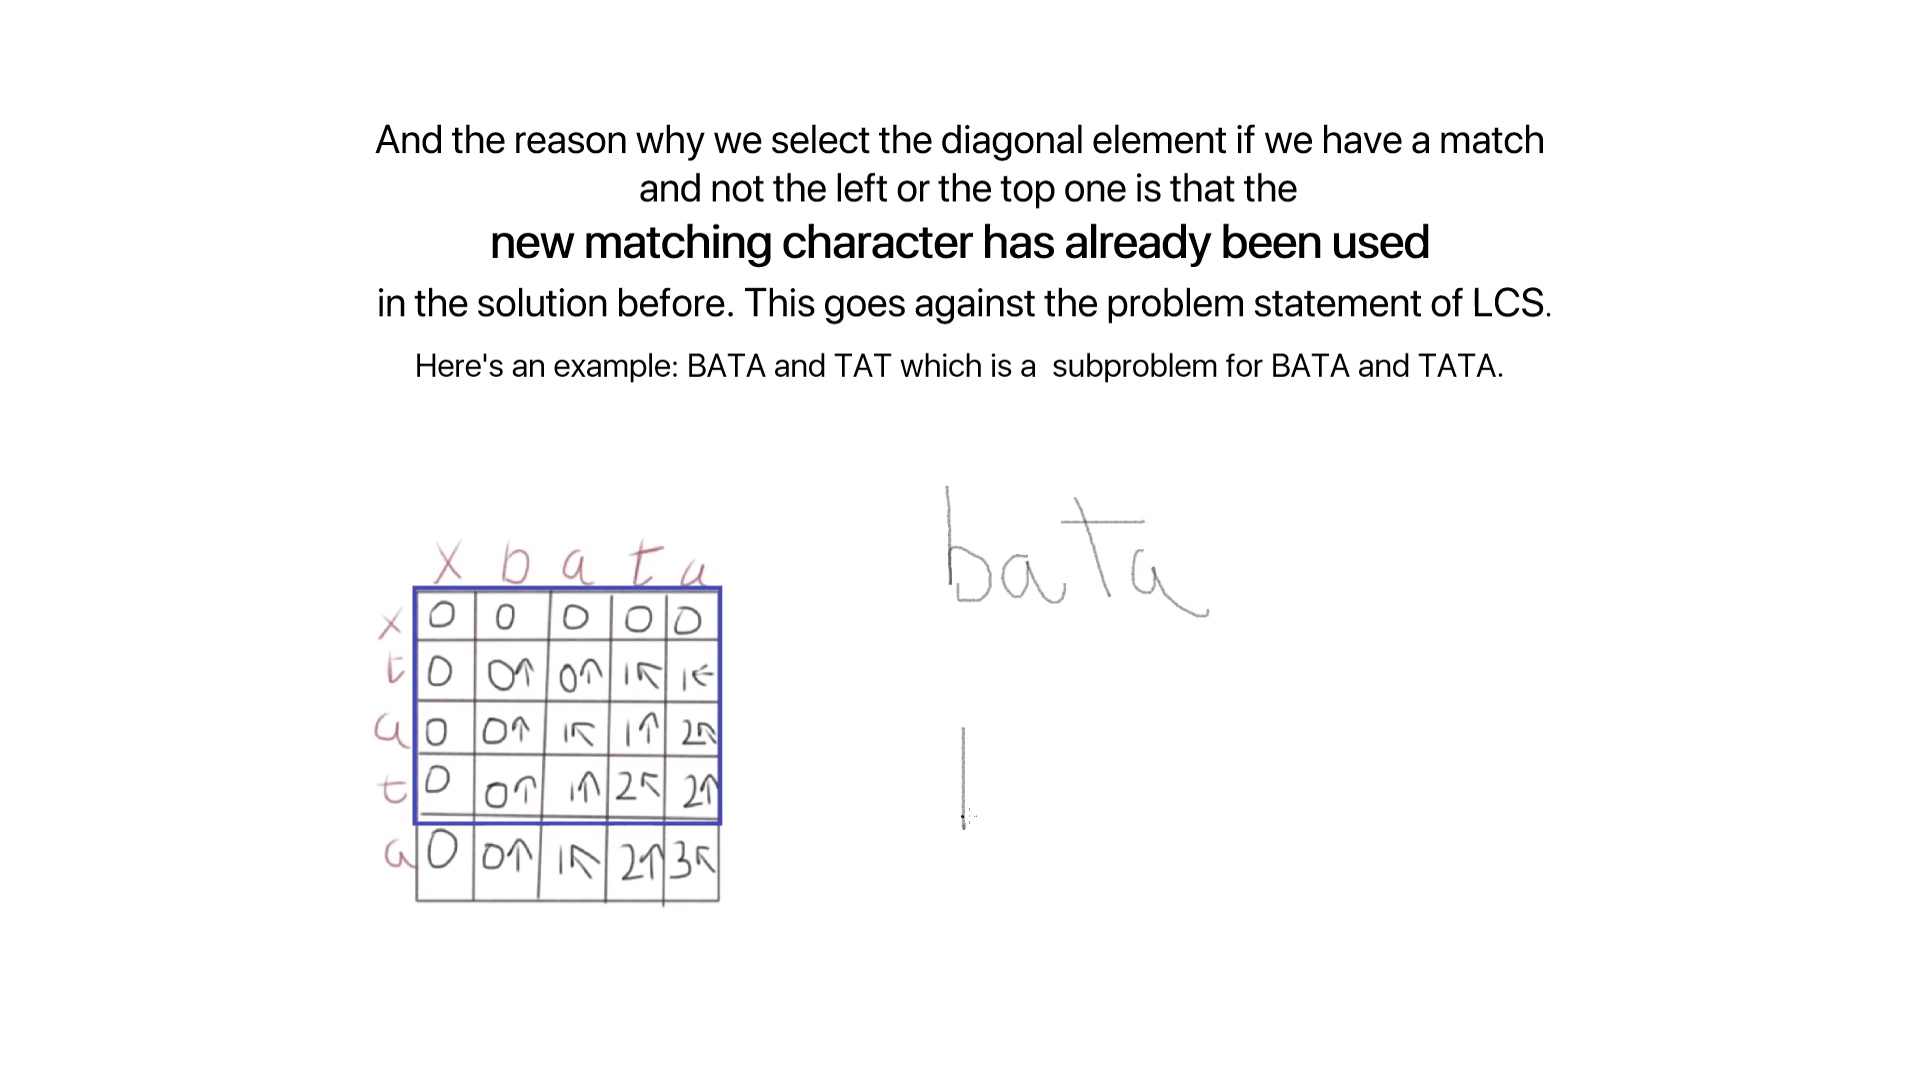 And the reason why we select the diagonal element if we have a match
and not the left or the top one is that the
new matching character has already been used
in the solution before. This goes against the problem statement of LCS.
Here's an example: BATA and TAT which is a subproblem for BATA and TATA.
bata
x b a t a
x 0 0 0 0 0
t 0 0↑ 0↑ 1↖ 1←
a 0 0↑ 1↖ 1↑ 2↖
t 0 0↑ 1↑ 2↖ 2↑
a 0 0↑ 1↖ 2↑ 3↖